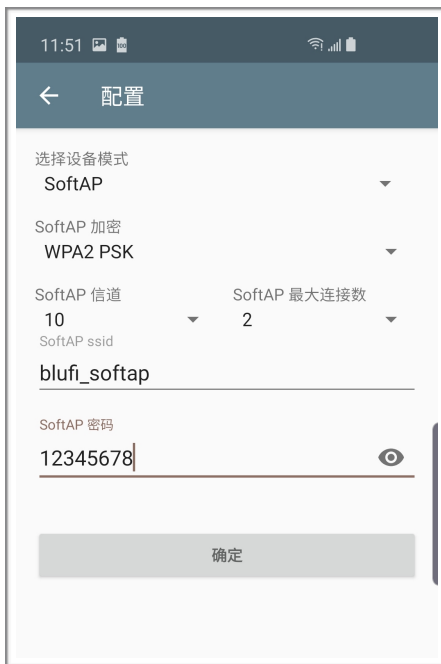 11:51
配置
选择设备模式
SoftAP
SoftAP 加密
WPA2 PSK
SoftAP 信道 SoftAP 最大连接数
10 2
SoftAP ssid
blufi_softap
SoftAP 密码
12345678
确定